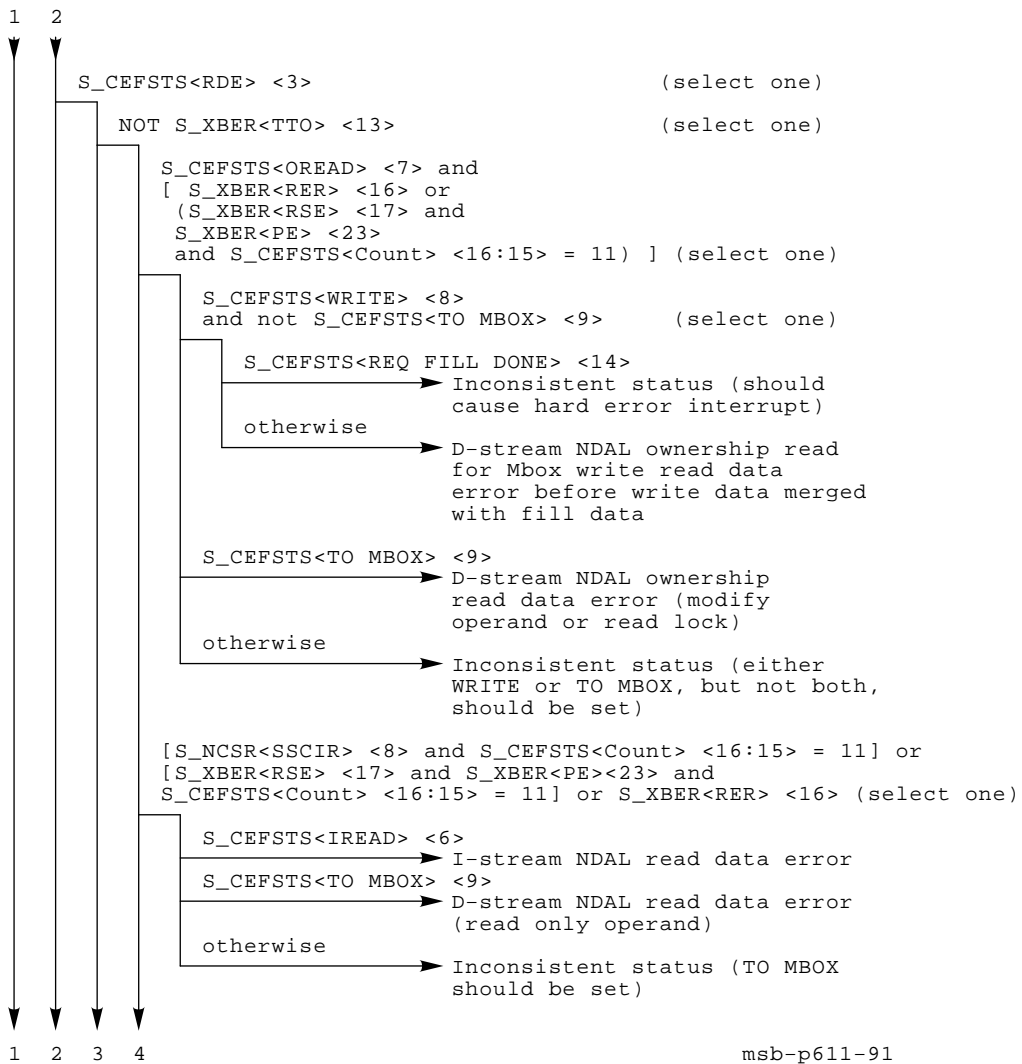 1 2
S_CEFSTS<RDE> <3> (select one)
NOT S_XBER<TTO> <13> (select one)
S_CEFSTS<OREAD> <7> and
[ S_XBER<RER> <16> or
(S_XBER<RSE> <17> and
S_XBER<PE> <23>
and S_CEFSTS<Count> <16:15> = 11) ] (select one)
S_CEFSTS<WRITE> <8>
and not S_CEFSTS<TO MBOX> <9> (select one)
S_CEFSTS<REQ FILL DONE> <14>
Inconsistent status (should
cause hard error interrupt)
otherwise
D-stream NDAL ownership read
for Mbox write read data
error before write data merged
with fill data
S_CEFSTS<TO MBOX> <9>
D-stream NDAL ownership
read data error (modify
operand or read lock)
otherwise
Inconsistent status (either
WRITE or TO MBOX, but not both,
should be set)
[S_NCSR<SSCIR> <8> and S_CEFSTS<Count> <16:15> = 11] or
[S_XBER<RSE> <17> and S_XBER<PE><23> and
S_CEFSTS<Count> <16:15> = 11] or S_XBER<RER> <16> (select one)
S_CEFSTS<IREAD> <6>
I-stream NDAL read data error
S_CEFSTS<TO MBOX> <9>
D-stream NDAL read data error
(read only operand)
otherwise
Inconsistent status (TO MBOX
should be set)
1 2 3 4 msb-p611-91